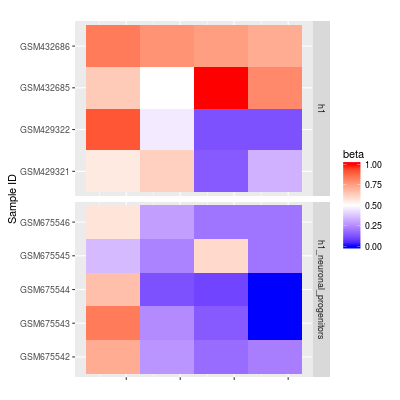 GSM432686
GSM432685
GSM429322
GSM429321
h1
GSM675546
GSM675545
GSM675544
GSM675543
GSM675542
h1_neuronal_progenitors
Sample ID
beta
1.00
0.75
0.50
0.25
0.00